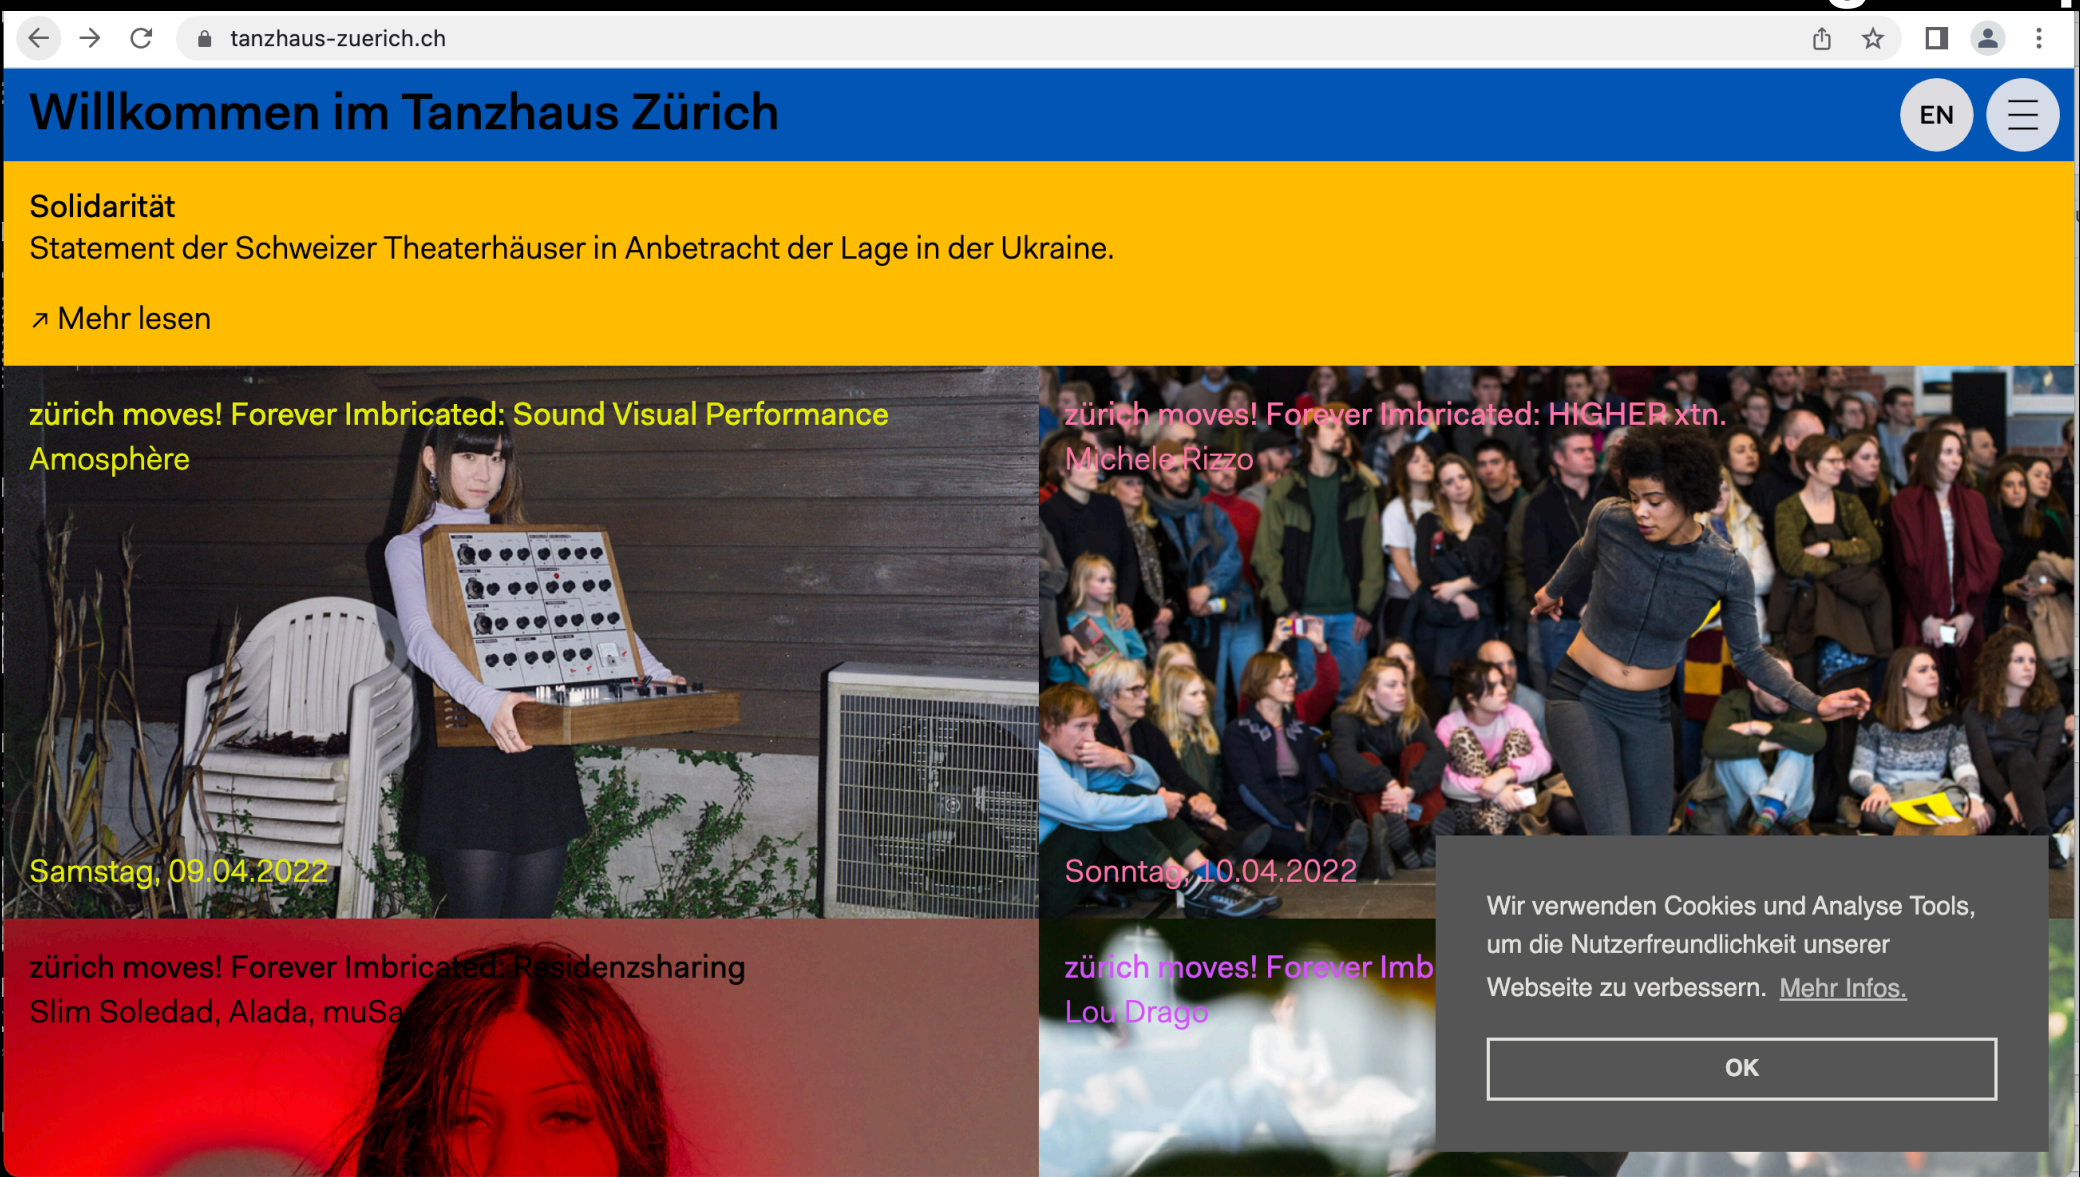 tanzhaus-zuerich.ch
Willkommen im Tanzhaus Zürich
EN
Solidarität
Statement der Schweizer Theaterhäuser in Anbetracht der Lage in der Ukraine.
↗ Mehr lesen
zürich moves! Forever Imbricated: Sound Visual Performance
Amosphère
Samstag, 09.04.2022
zürich moves! Forever Imbricated: HIGHER xtn.
Michele Rizzo
Sonntag, 10.04.2022
zürich moves! Forever Imbricated: Residenzsharing
Slim Soledad, Alada, muSa
zürich moves! Forever Imb
Lou Drago
Wir verwenden Cookies und Analyse Tools,
um die Nutzerfreundlichkeit unserer
Webseite zu verbessern. Mehr Infos.
OK